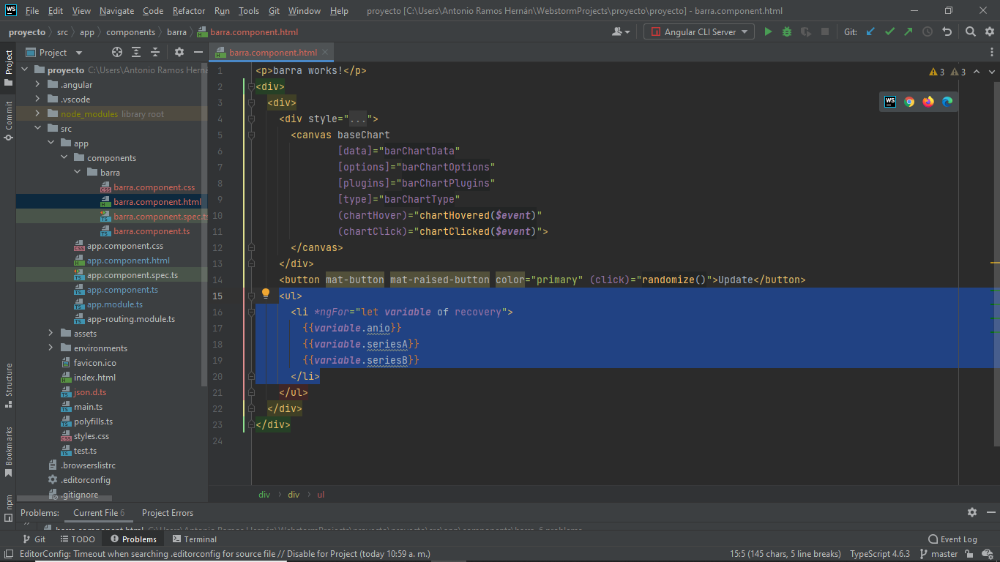 WS File Edit View Navigate Code Refactor Run Tools Git Window Help proyecto [C:\Users\Antonio Ramos Hernán\WebstormProjects\proyecto\proyecto] - barra.component.html
proyecto src app components barra barra.component.html Angular CLI Server Git:
Project
barra.component.html
proyecto C:\Users\Antonio Ramos Hernán
.angular
.vscode
node_modules library root
src
app
components
barra
barra.component.css
barra.component.html
barra.component.spec.ts
barra.component.ts
app.component.css
app.component.html
app.component.spec.ts
app.component.ts
app.module.ts
app-routing.module.ts
assets
environments
favicon.ico
index.html
json.d.ts
main.ts
polyfills.ts
styles.css
test.ts
.browserslistrc
.editorconfig
.gitignore
Project
Commit
Structure
Bookmarks
npm
3 3
1 <p>barra works!</p>
2 <div>
3 <div>
4 <div style="...">
5 <canvas baseChart
6 [data]="barChartData"
7 [options]="barChartOptions"
8 [plugins]="barChartPlugins"
9 [type]="barChartType"
10 (chartHover)="chartHovered($event)"
11 (chartClick)="chartClicked($event)">
12 </canvas>
13 </div>
14 <button mat-button mat-raised-button color="primary" (click)="randomize()">Update</button>
15 <ul>
16 <li *ngFor="let variable of recovery">
17 {{variable.anio}}
18 {{variable.seriesA}}
19 {{variable.seriesB}}
20 </li>
21 </ul>
22 </div>
23 </div>
24
div div ul
Problems: Current File 6 Project Errors
barra.component.html C:\Users\Antonio Ramos Hernán\WebstormProjects\proyecto\proyecto\src\app\components\barra 6 problems
Git TODO Problems Terminal Event Log
EditorConfig: Timeout when searching .editorconfig for source file // Disable for Project (today 10:59 a. m.) 15:5 (145 chars, 5 line breaks) TypeScript 4.6.3 master